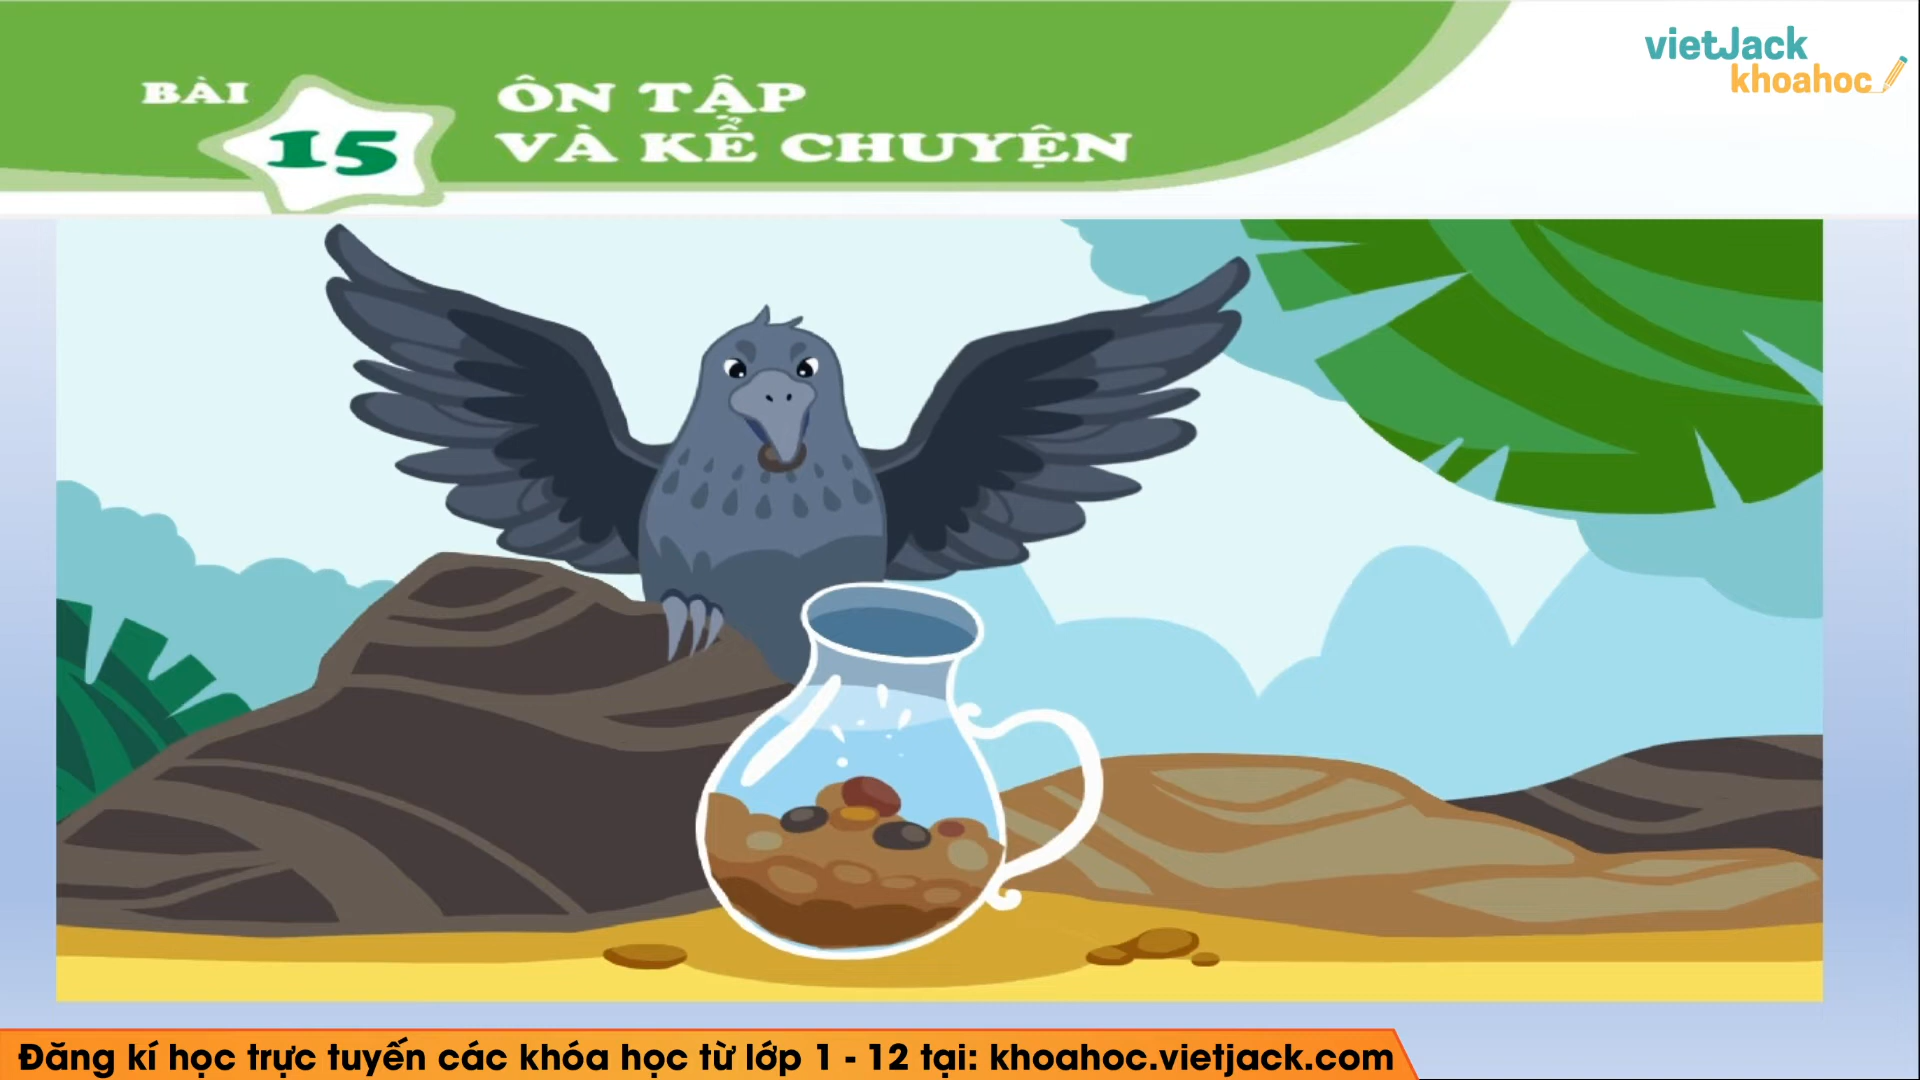 vietJack
khoahoc
BÀI
15
ÔN TẬP
VÀ KỂ CHUYỆN
Đăng kí học trực tuyến các khóa học từ lớp 1 - 12 tại: khoahoc.vietjack.com